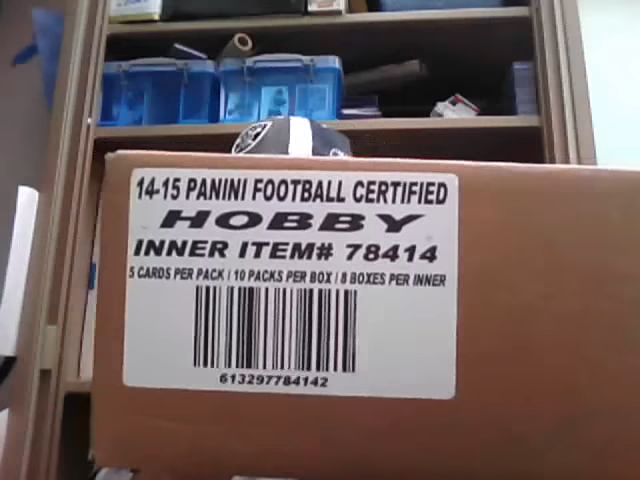 14-15 PANINI FOOTBALL CERTIFIED
HOBBY
INNER ITEM# 78414
5 CARDS PER PACK / 10 PACKS PER BOX / 8 BOXES PER INNER
613297784142